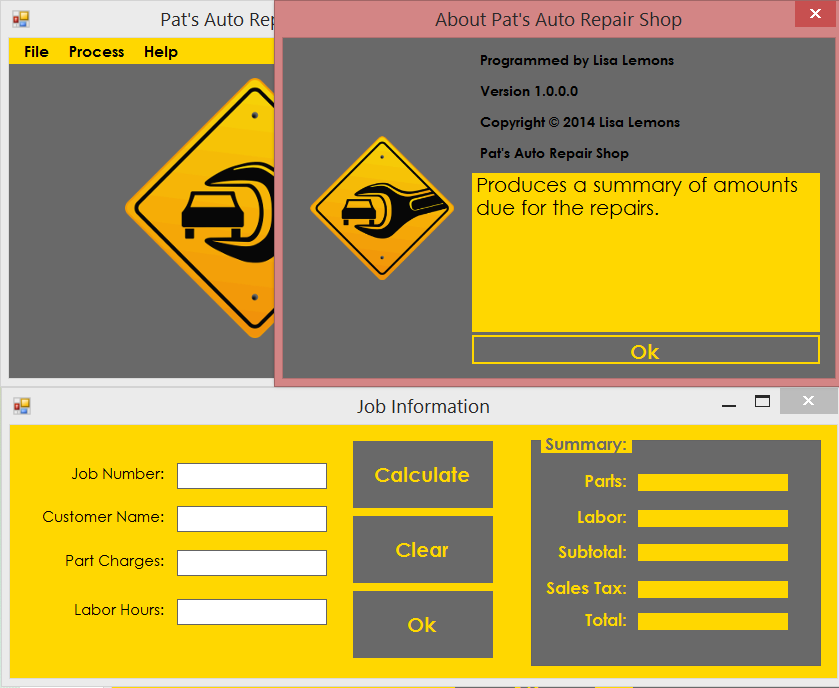 Pat's Auto Rep
File Process Help
About Pat's Auto Repair Shop
Programmed by Lisa Lemons
Version 1.0.0.0
Copyright © 2014 Lisa Lemons
Pat's Auto Repair Shop
Produces a summary of amounts
due for the repairs.
Ok
Job Information
Job Number:
Customer Name:
Part Charges:
Labor Hours:
Calculate
Clear
Ok
Summary:
Parts:
Labor:
Subtotal:
Sales Tax:
Total: